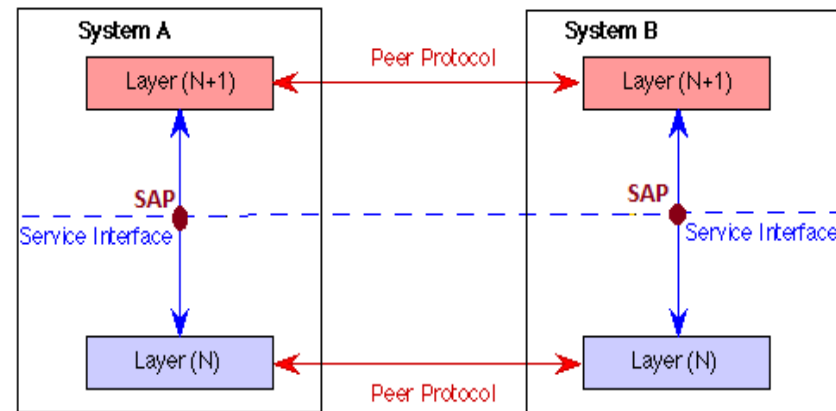 System A
System B
Peer Protocol
Layer (N+1)
Layer (N+1)
SAP
SAP
Service Interface
Service Interface
Layer (N)
Layer (N)
Peer Protocol